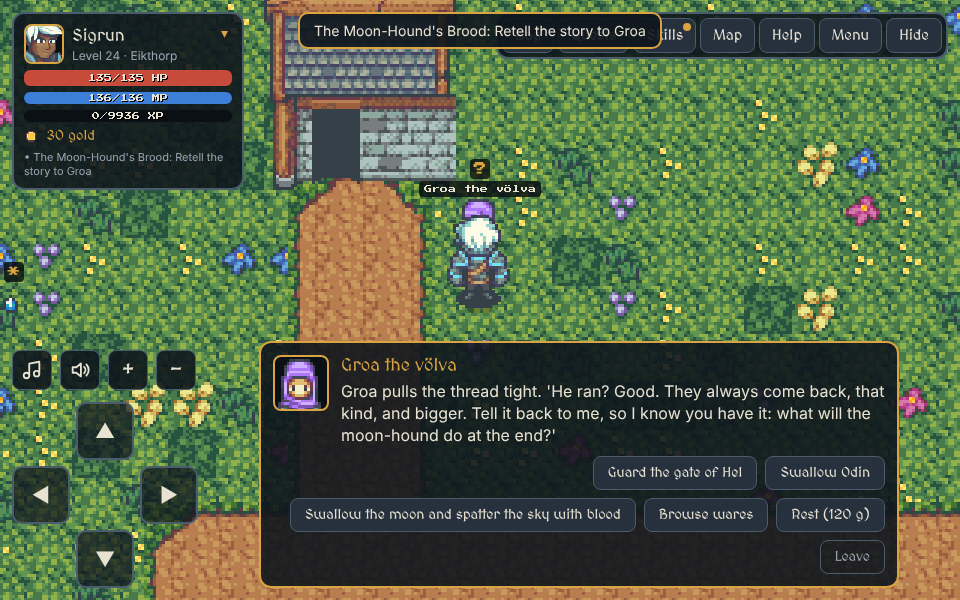 Sigrun
Level 24 · Eikthorp
135/135 HP
136/136 MP
0/9936 XP
30 gold
• The Moon-Hound's Brood: Retell the
story to Groa
The Moon-Hound's Brood: Retell the story to Groa
Map
Help
Menu
Hide
?
Groa the völva
+
−
Groa the völva
Groa pulls the thread tight. 'He ran? Good. They always come back, that
kind, and bigger. Tell it back to me, so I know you have it: what will the
moon-hound do at the end?'
Guard the gate of Hel
Swallow Odin
Swallow the moon and spatter the sky with blood
Browse wares
Rest (120 g)
Leave